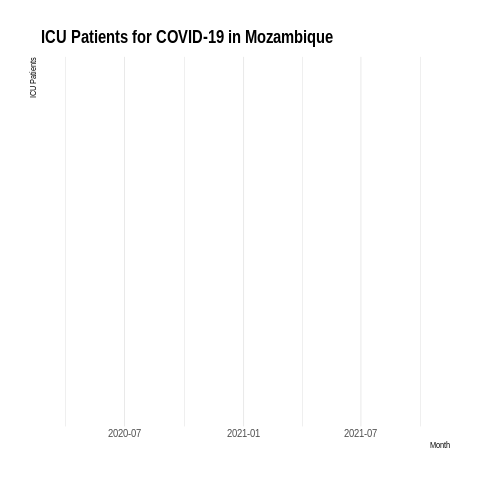 ICU Patients for COVID-19 in Mozambique
ICU Patients
2020-07
2021-01
2021-07
Month